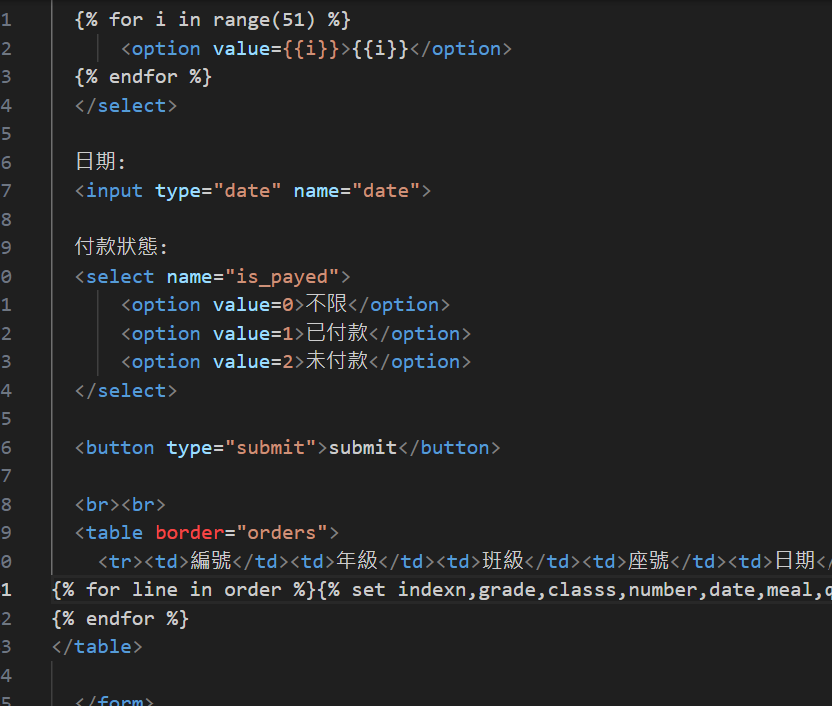 1 {% for i in range(51) %}
2 <option value={{i}}>{{i}}</option>
3 {% endfor %}
4 </select>
5
6 日期:
7 <input type="date" name="date">
8
9 付款狀態:
0 <select name="is_payed">
1 <option value=0>不限</option>
2 <option value=1>已付款</option>
3 <option value=2>未付款</option>
4 </select>
5
6 <button type="submit">submit</button>
7
8 <br><br>
9 <table border="orders">
0 <tr><td>編號</td><td>年級</td><td>班級</td><td>座號</td><td>日期</
1 {% for line in order %}{% set indexn,grade,classs,number,date,meal,
2 {% endfor %}
3 </table>
4
5 </form>